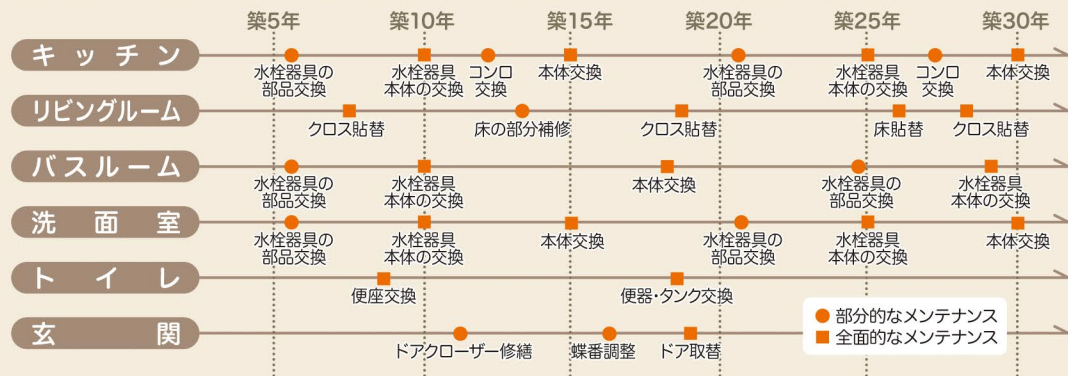 築5年 築10年 築15年 築20年 築25年 築30年
キッチン
水栓器具の
部品交換
水栓器具
本体の交換
コンロ
交換
本体交換
水栓器具の
部品交換
水栓器具
本体の交換
コンロ
交換
本体交換
リビングルーム
クロス貼替
床の部分補修
クロス貼替
床貼替
クロス貼替
バスルーム
水栓器具の
部品交換
水栓器具
本体の交換
本体交換
水栓器具の
部品交換
水栓器具
本体の交換
洗面室
水栓器具の
部品交換
水栓器具
本体の交換
本体交換
水栓器具の
部品交換
水栓器具
本体の交換
本体交換
トイレ
便座交換
便器・タンク交換
玄関
ドアクローザー修繕
蝶番調整
ドア取替
部分的なメンテナンス
全面的なメンテナンス